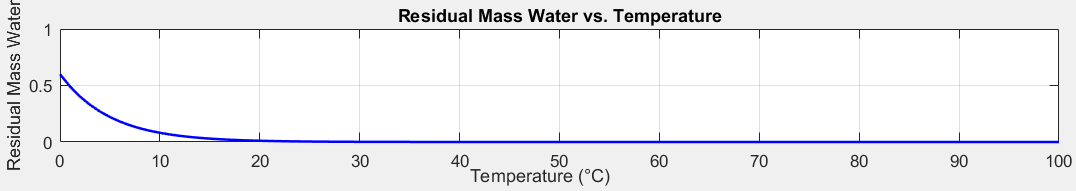 Residual Mass Water vs. Temperature
Residual Mass Water
1
0.5
0
0 10 20 30 40 50 60 70 80 90 100
Temperature (°C)